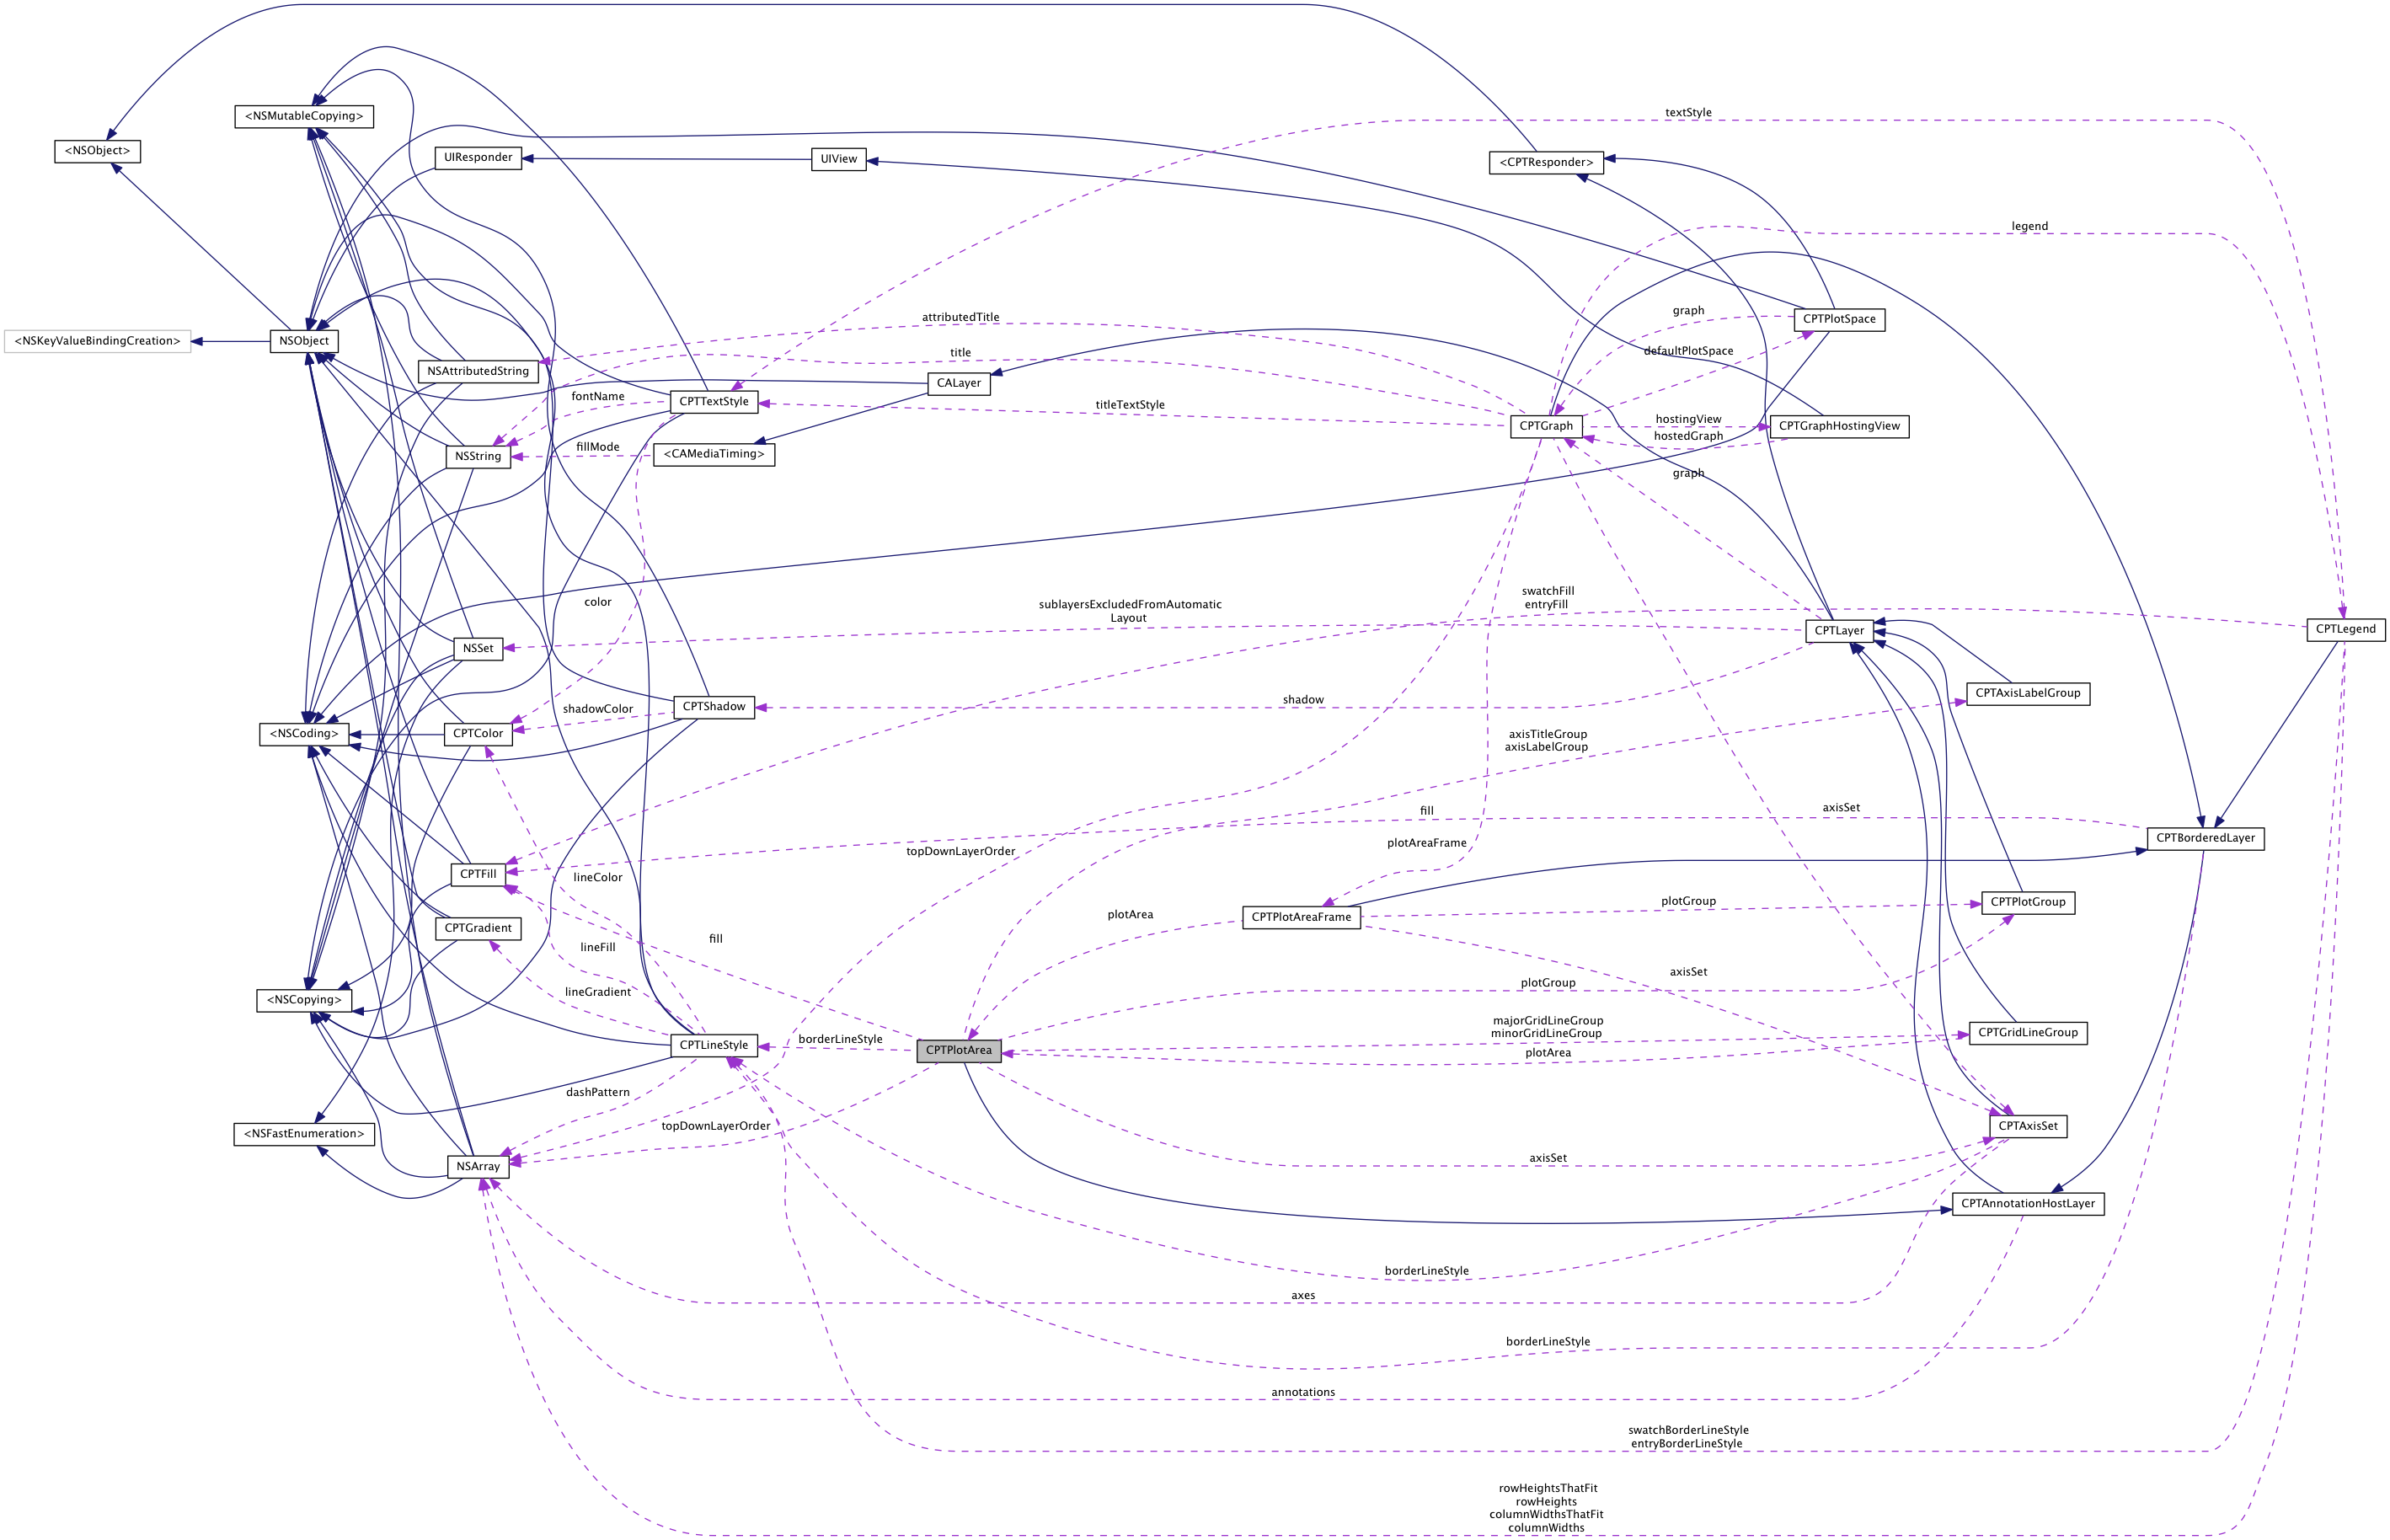 textStyle
<NSMutableCopying>
<NSObject>
UIResponder
UIView
<CPTResponder>
legend
graph
attributedTitle
CPTPlotSpace
<NSKeyValueBindingCreation>
NSObject
title
defaultPlotSpace
NSAttributedString
CALayer
fontName
CPTTextStyle
titleTextStyle
hostingView
CPTGraph
CPTGraphHostingView
hostedGraph
fillMode
NSString
<CAMediaTiming>
graph
swatchFill
entryFill
color
sublayersExcludedFromAutomatic
Layout
CPTLayer
CPTLegend
NSSet
CPTAxisLabelGroup
shadow
CPTShadow
shadowColor
<NSCoding>
CPTColor
axisTitleGroup
axisLabelGroup
fill
axisSet
CPTBorderedLayer
plotAreaFrame
topDownLayerOrder
CPTFill
lineColor
plotGroup
CPTPlotGroup
plotArea
CPTPlotAreaFrame
CPTGradient
fill
lineFill
axisSet
plotGroup
lineGradient
<NSCopying>
majorGridLineGroup
minorGridLineGroup
CPTGridLineGroup
CPTLineStyle
borderLineStyle
CPTPlotArea
plotArea
dashPattern
topDownLayerOrder
CPTAxisSet
<NSFastEnumeration>
NSArray
axisSet
CPTAnnotationHostLayer
borderLineStyle
axes
borderLineStyle
annotations
swatchBorderLineStyle
entryBorderLineStyle
rowHeightsThatFit
rowHeights
columnWidthsThatFit
columnWidths